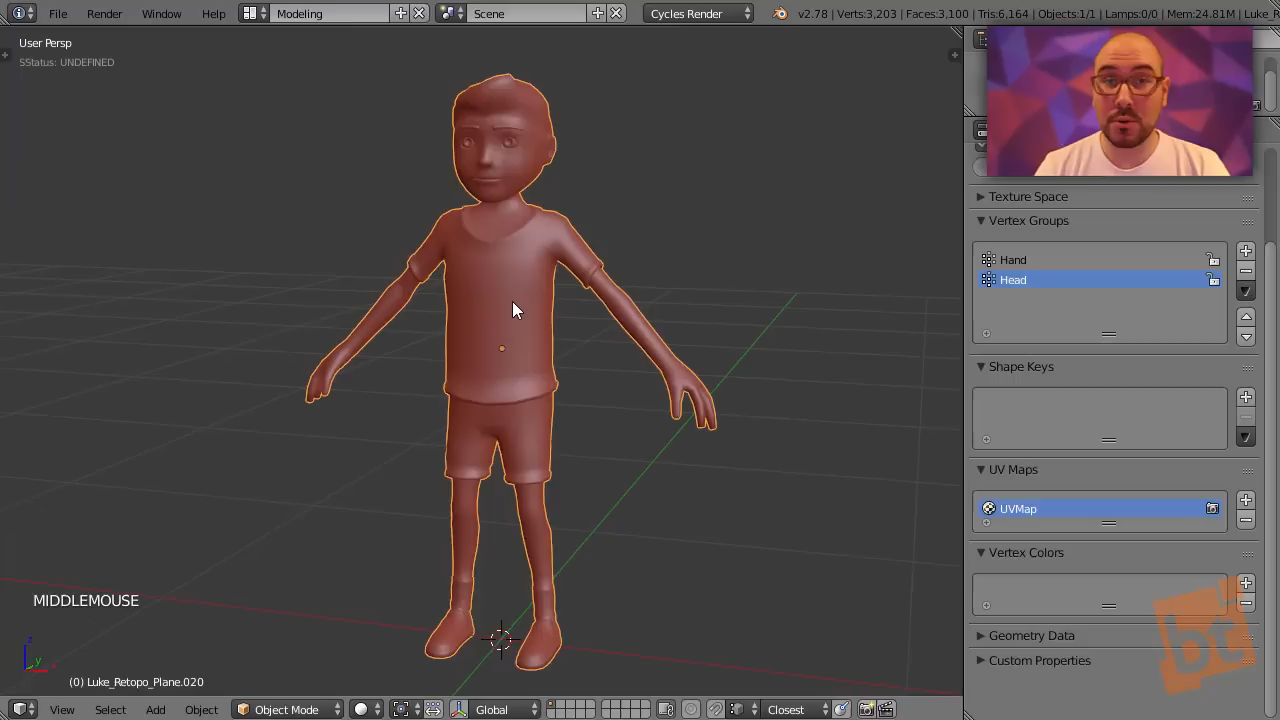 File Render Window Help Modeling Scene Cycles Render v2.78 | Verts:3,203 | Faces:3,100 | Tris:6,164 | Objects:1/1 | Lamps:0/0 | Mem:24.81M | Luke_R
User Persp
SStatus: UNDEFINED
Texture Space
Vertex Groups
Hand
Head
Shape Keys
UV Maps
UVMap
Vertex Colors
Geometry Data
Custom Properties
MIDDLEMOUSE
z
y
x
bt
(0) Luke_Retopo_Plane.020
View Select Add Object Object Mode Global Closest